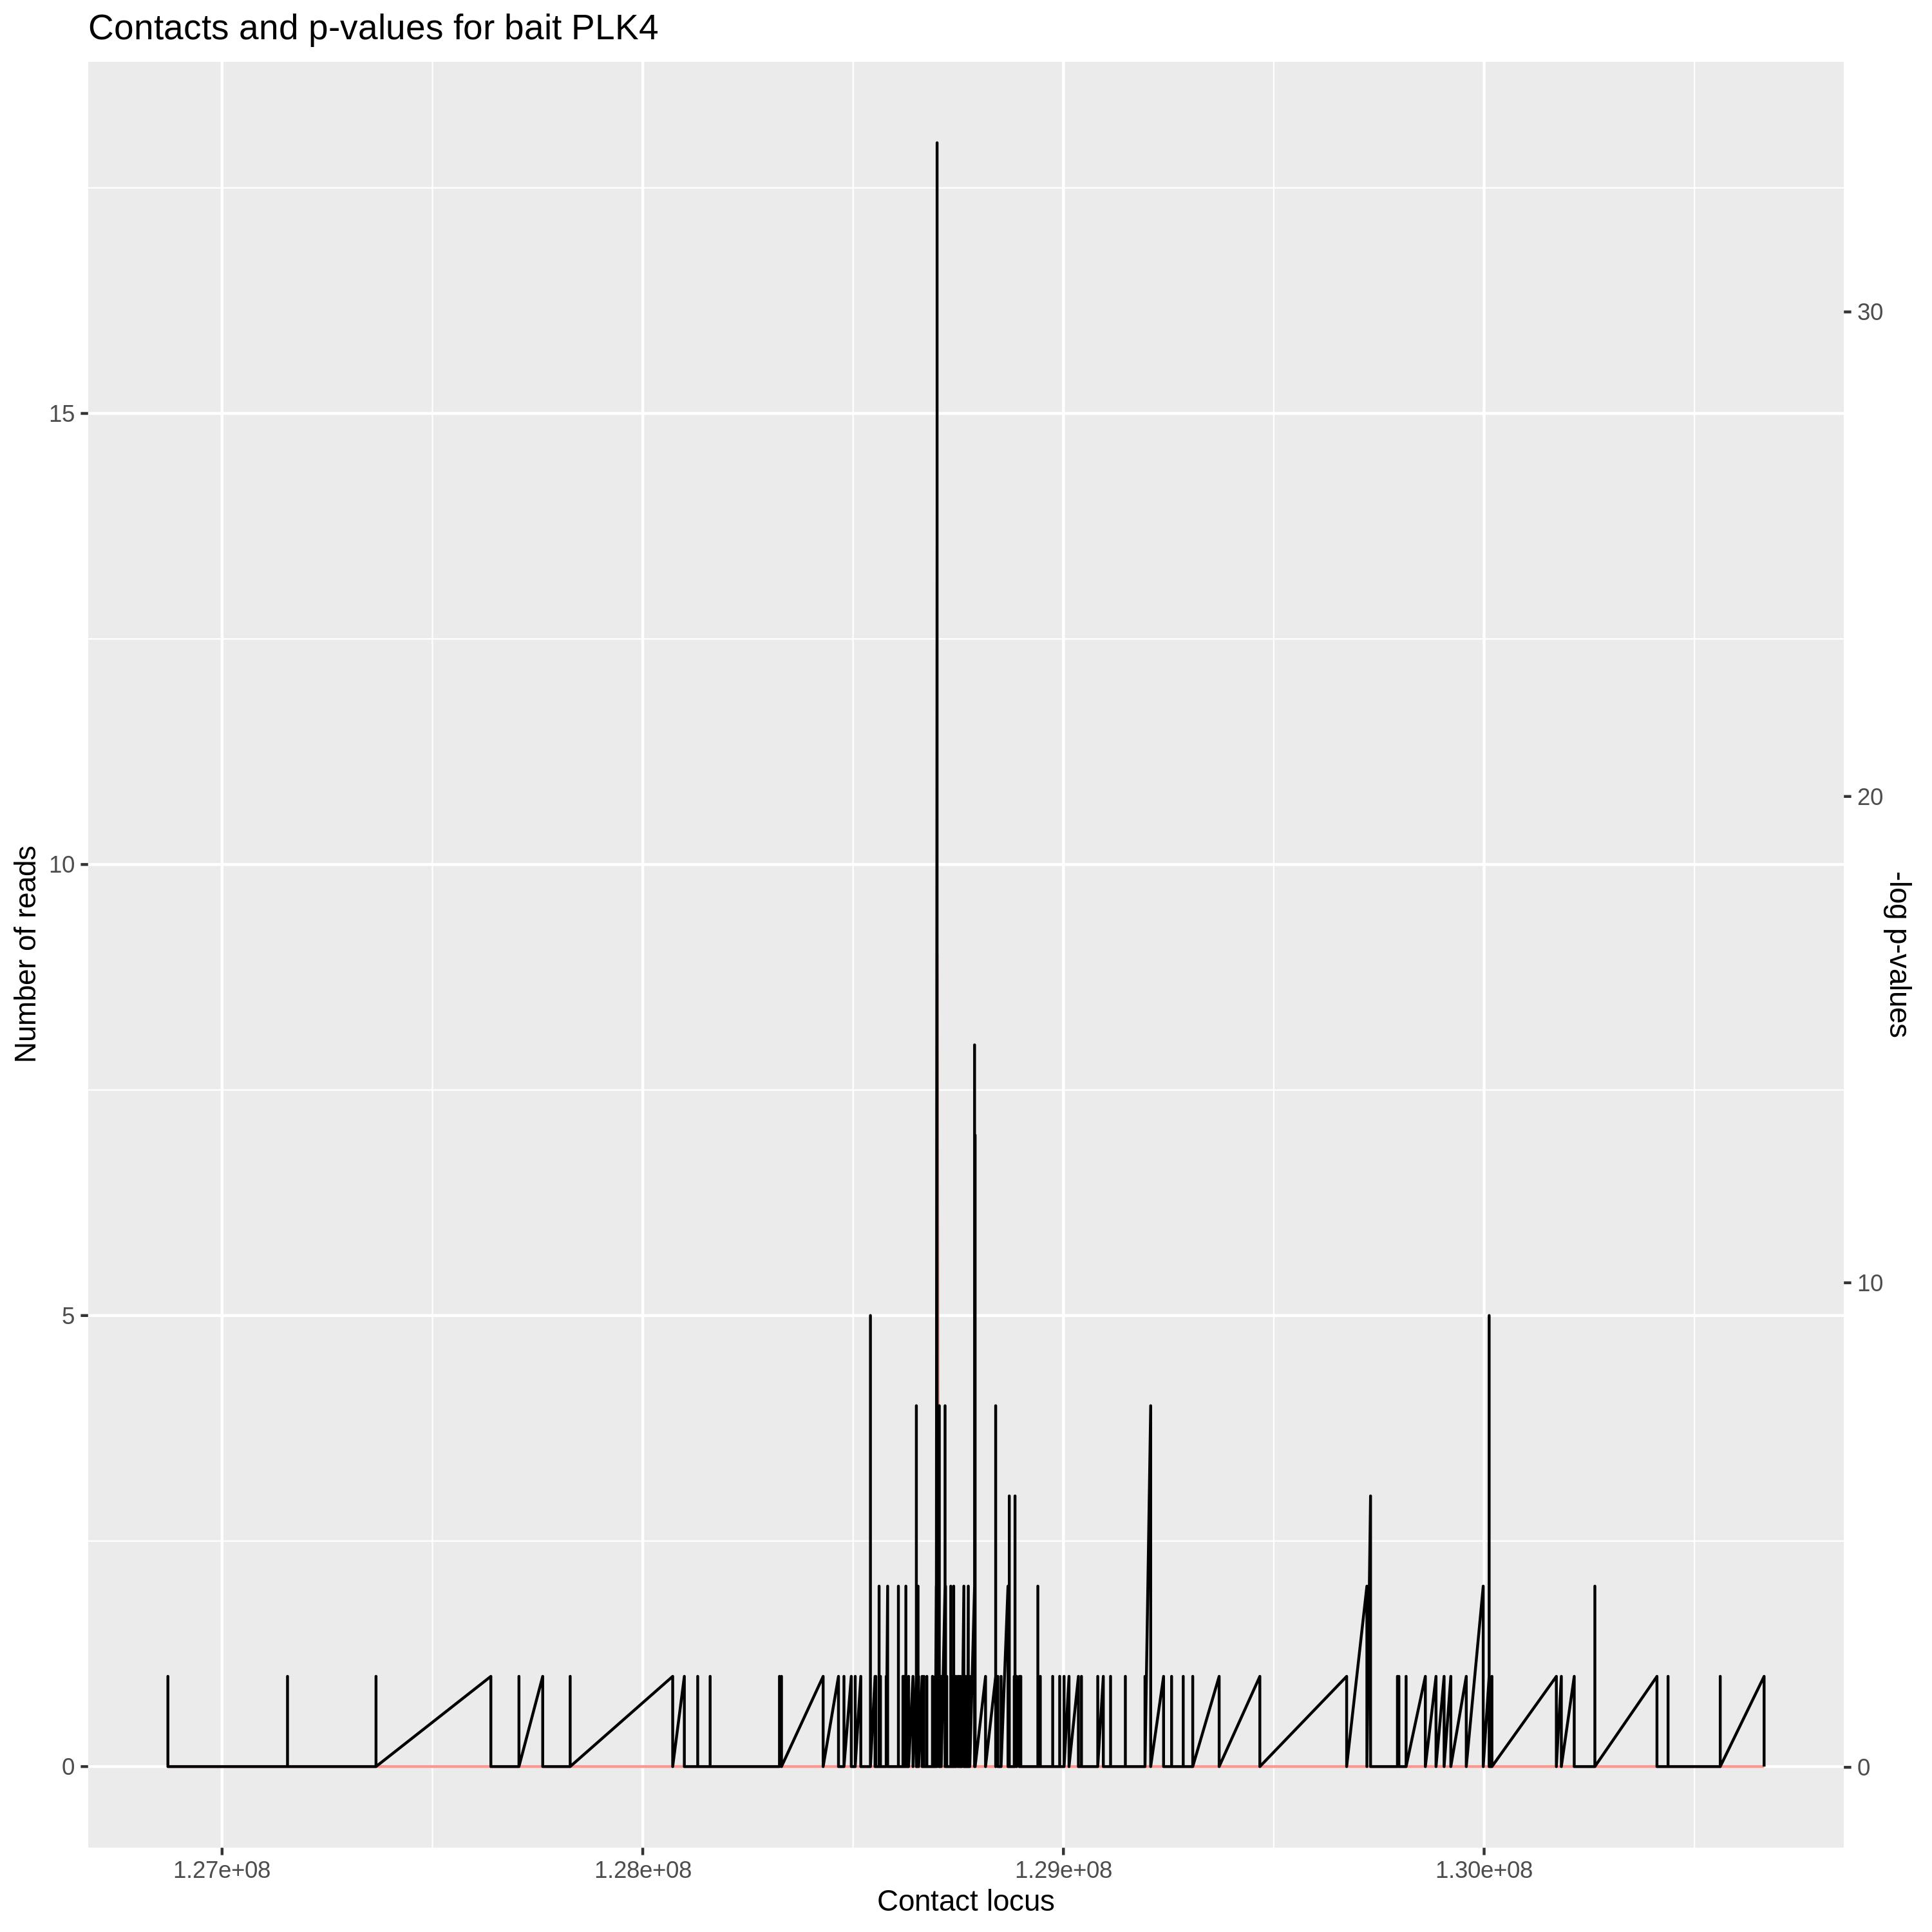 Contacts and p-values for bait PLK4
Number of reads
15
10
5
0
30
20
10
0
-log p-values
1.27e+08
1.28e+08
1.29e+08
1.30e+08
Contact locus